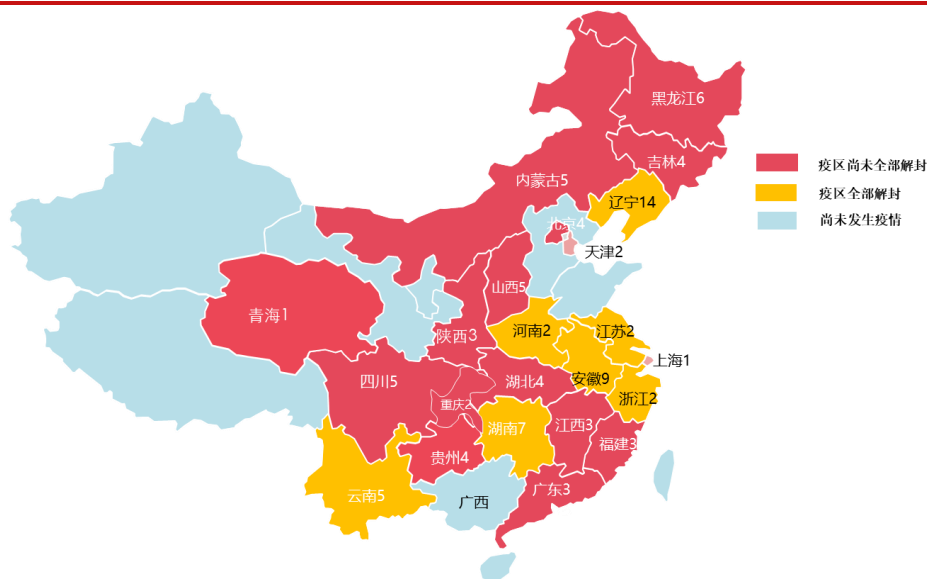 黑龙江6
吉林4
疫区尚未全部解封
内蒙古5
疫区全部解封
辽宁14
尚未发生疫情
北京4
天津2
山西5
青海1
河南2
江苏2
陕西3
上海1
四川5
湖北4
安徽9
浙江2
重庆2
湖南7
江西3
福建3
贵州4
广东3
云南5
广西